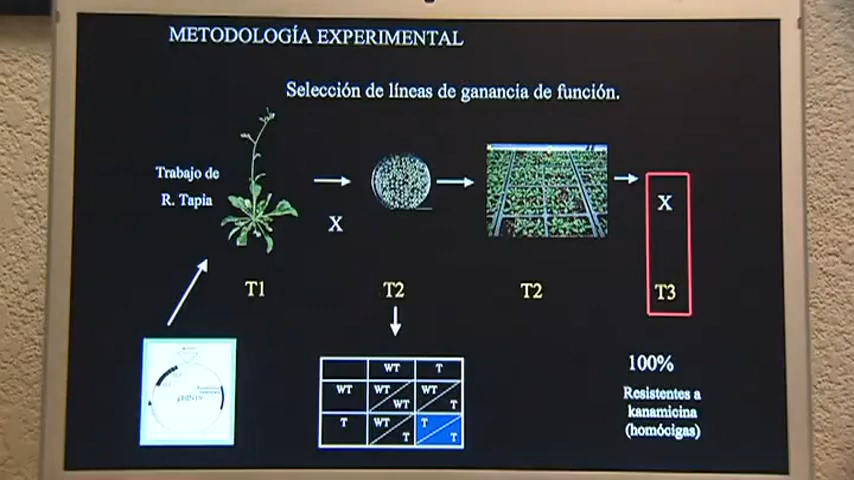 METODOLOGÍA EXPERIMENTAL
Selección de líneas de ganancia de función.
Trabajo de
R. Tapia
X
X
T1
T2
T2
T3
pBIN19
WT T
WT WT WT
WT T
T WT T
T T
100%
Resistentes a
kanamicina
(homócigas)